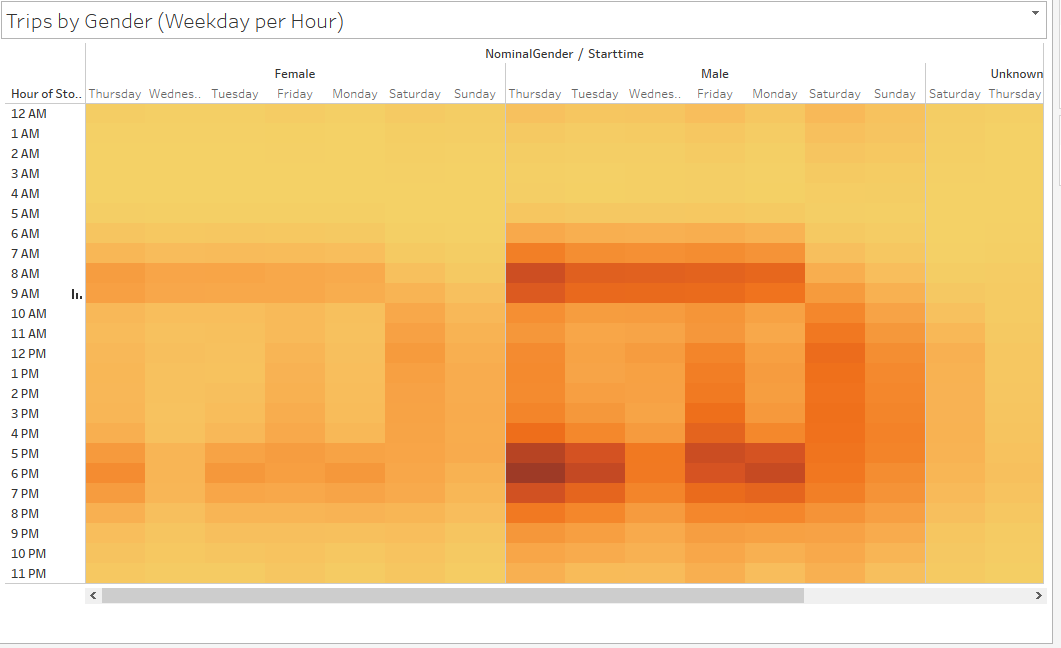 Trips by Gender (Weekday per Hour)
NominalGender / Starttime
Female Male Unknown
Hour of Sto.. Thursday Wednes.. Tuesday Friday Monday Saturday Sunday Thursday Tuesday Wednes.. Friday Monday Saturday Sunday Saturday Thursday
12 AM
1 AM
2 AM
3 AM
4 AM
5 AM
6 AM
7 AM
8 AM
9 AM
10 AM
11 AM
12 PM
1 PM
2 PM
3 PM
4 PM
5 PM
6 PM
7 PM
8 PM
9 PM
10 PM
11 PM